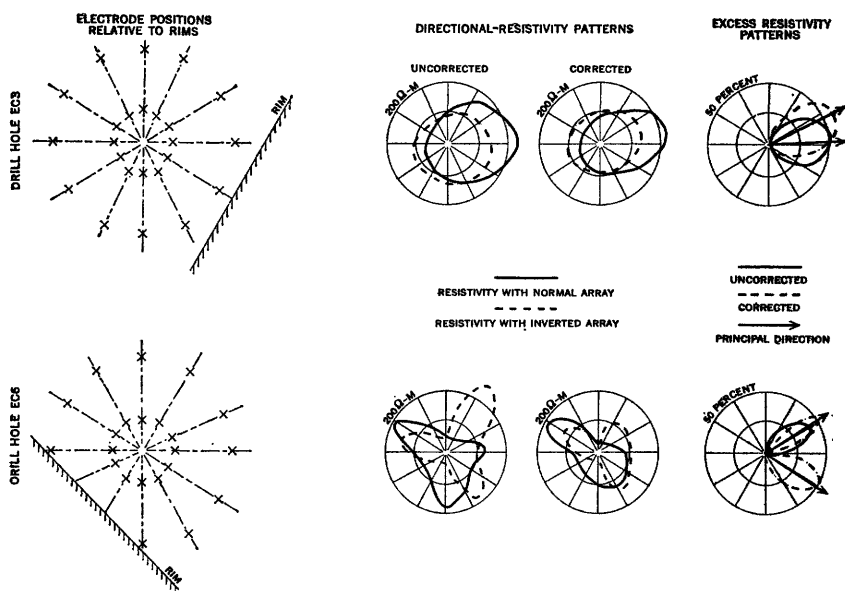 ELECTRODE POSITIONS
RELATIVE TO RIMS
DIRECTIONAL-RESISTIVITY PATTERNS
EXCESS RESISTIVITY
PATTERNS
UNCORRECTED
CORRECTED
DRILL HOLE EC3
RIM
200 Ω-M
200 Ω-M
50 PERCENT
RESISTIVITY WITH NORMAL ARRAY
RESISTIVITY WITH INVERTED ARRAY
UNCORRECTED
CORRECTED
PRINCIPAL DIRECTION
DRILL HOLE EC6
RIM
200 Ω-M
200 Ω-M
50 PERCENT